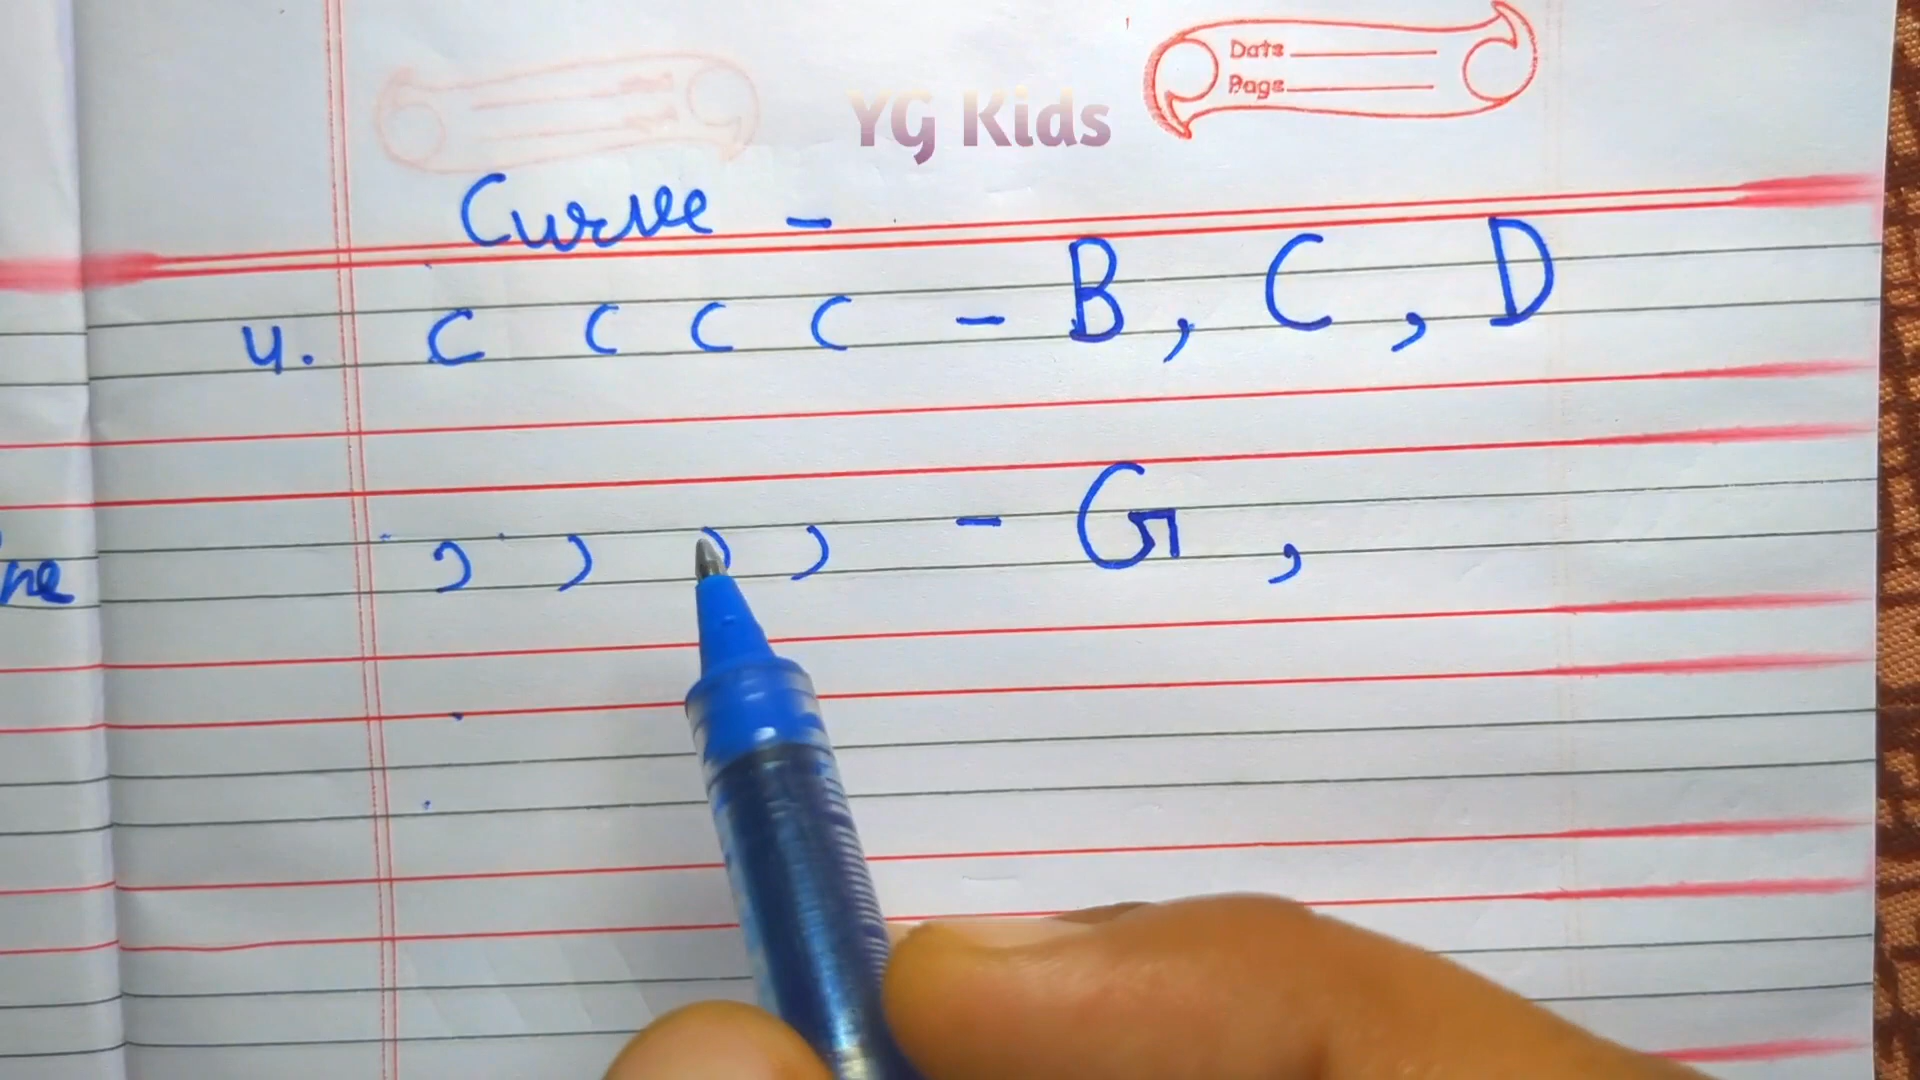 Date
Page
YG Kids
Curve -
4. C C C C - B, C, D
) ) ) ) - G,
ne